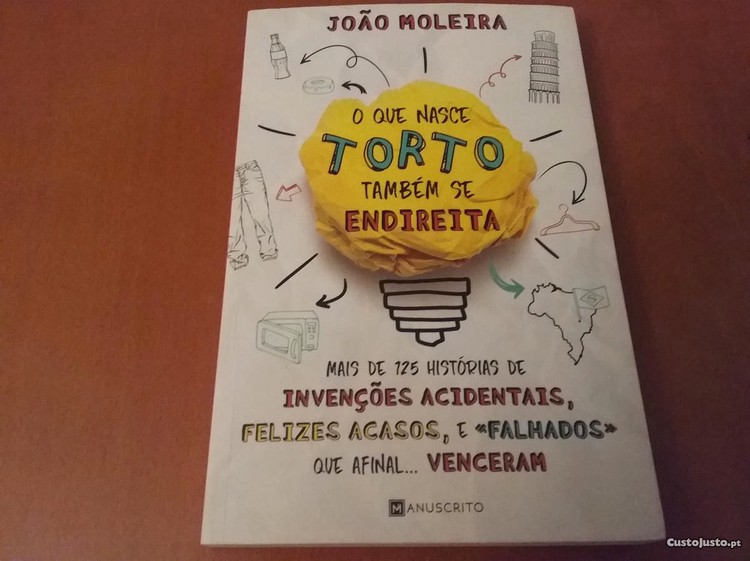 JOÃO MOLEIRA
O QUE NASCE
TORTO
TAMBÉM SE
ENDIREITA
MAIS DE 125 HISTÓRIAS DE
INVENÇÕES ACIDENTAIS,
FELIZES ACASOS, E «FALHADOS»
QUE AFINAL... VENCERAM
MANUSCRITO
CustoJusto.pt